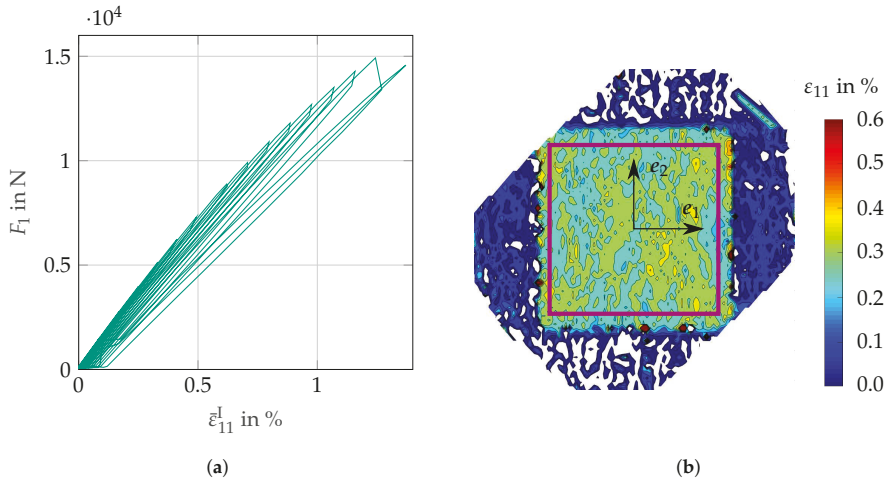 ·10⁴
1.5
1
0.5
0
0
0.5
1
F₁ in N
ε̄ᴵ₁₁ in %
(a)
ε₁₁ in %
0.6
0.5
0.4
0.3
0.2
0.1
0.0
e₂
e₁
(b)